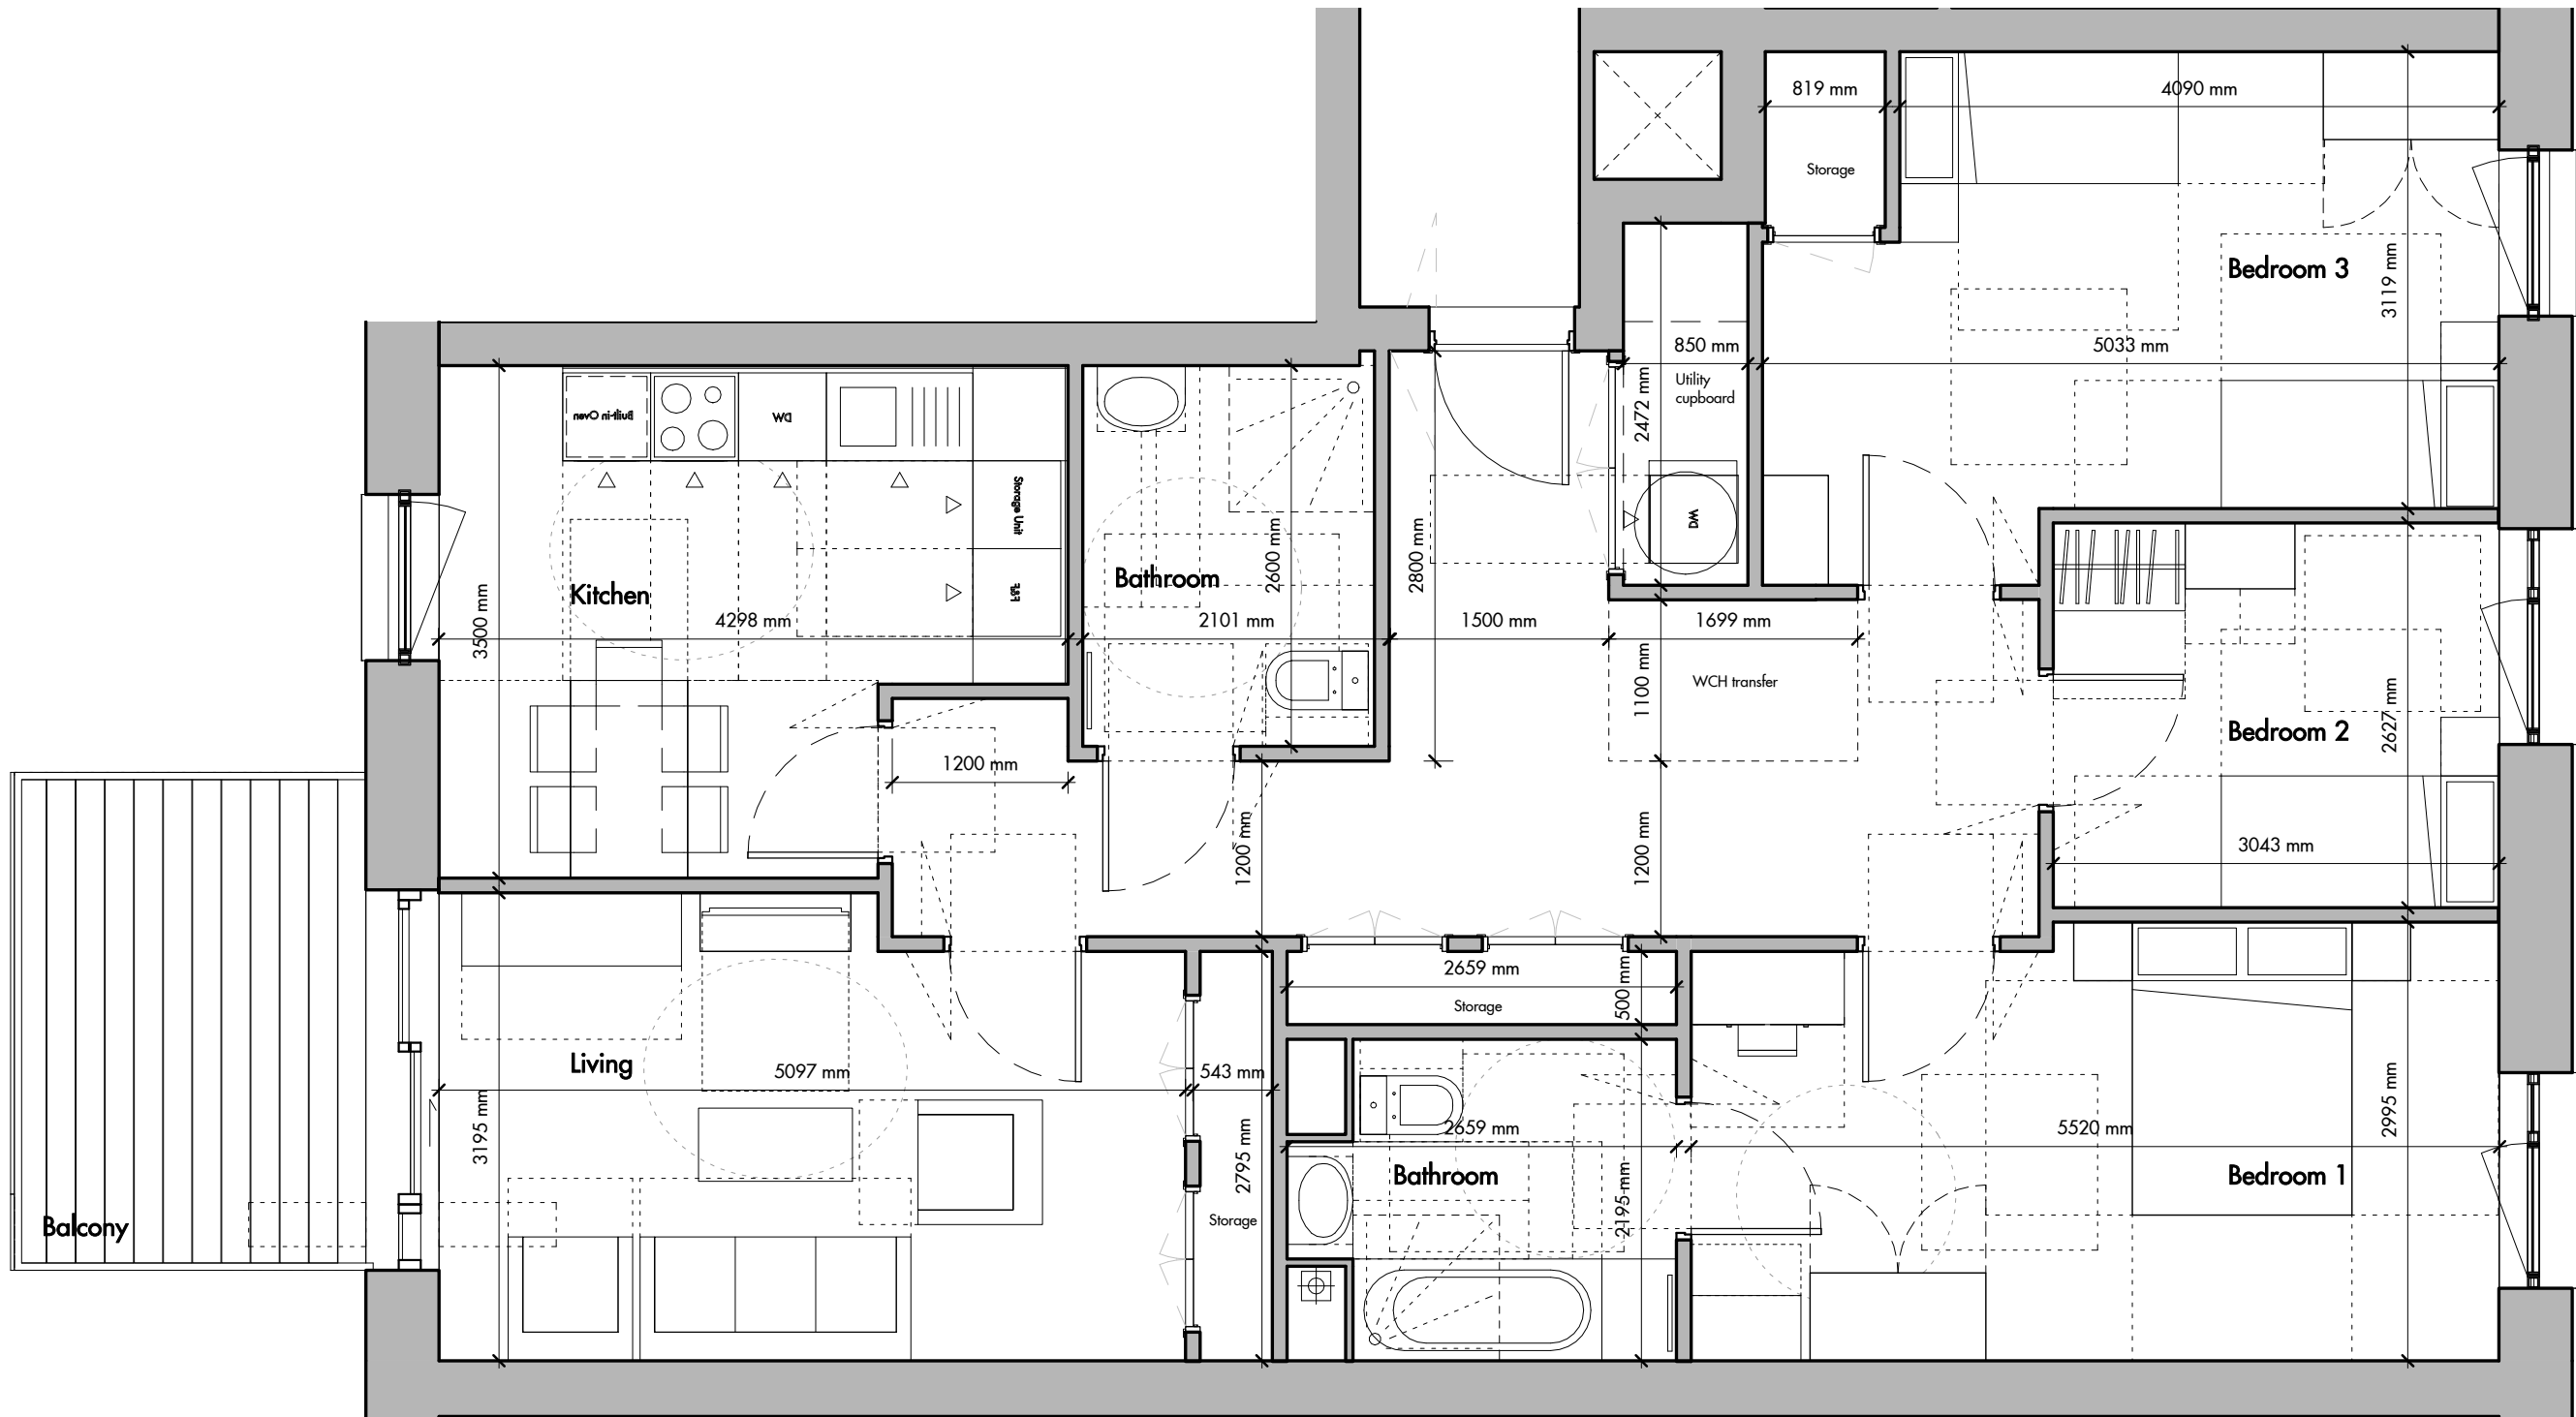 819 mm
4090 mm
Storage
Bedroom 3
3119 mm
850 mm
5033 mm
Utility
cupboard
2472 mm
WD
Built-in Oven
DW
Storage Unit
F&F
Kitchen
3500 mm
4298 mm
Bathroom
2600 mm
2101 mm
2800 mm
1500 mm
1699 mm
1100 mm
WCH transfer
Bedroom 2
2627 mm
3043 mm
1200 mm
1200 mm
1200 mm
2659 mm
Storage
500 mm
Living
5097 mm
543 mm
3195 mm
2795 mm
Storage
2659 mm
Bathroom
2195 mm
5520 mm
2995 mm
Bedroom 1
Balcony